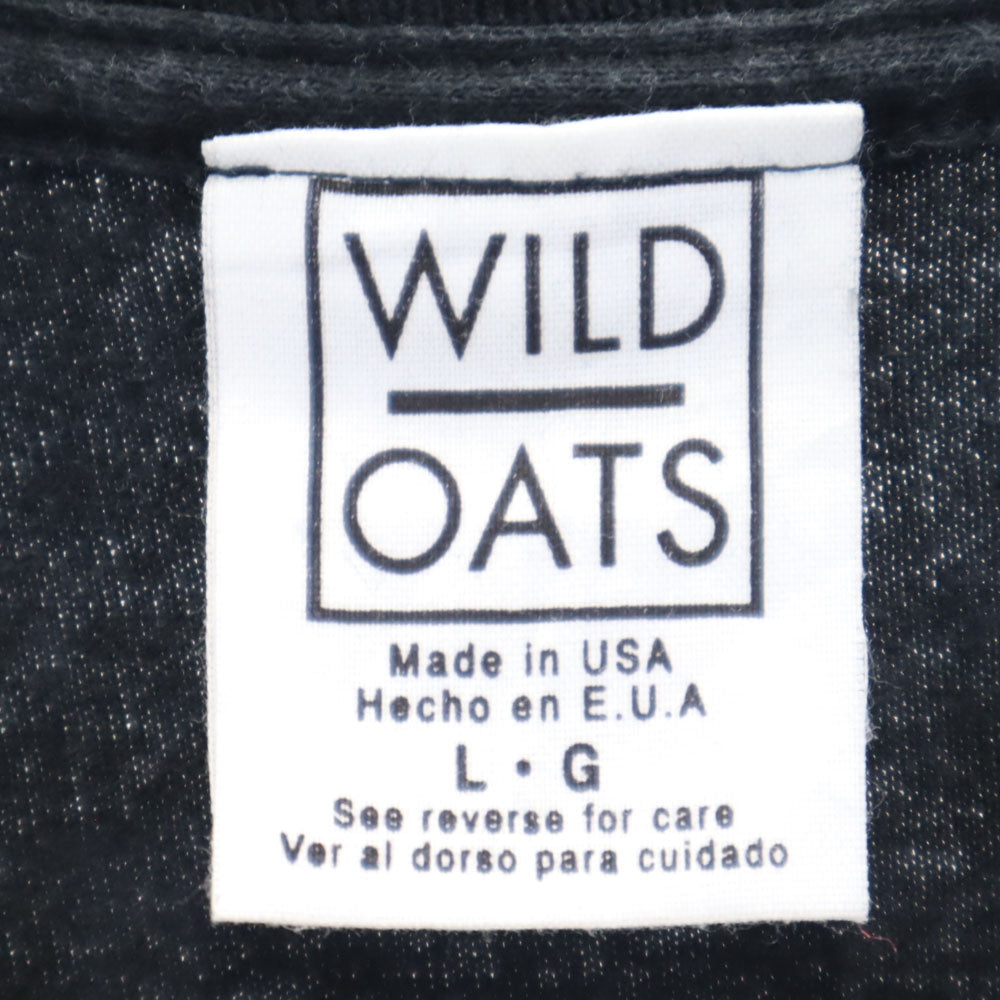 WILD
OATS
Made in USA
Hecho en E.U.A
L • G
See reverse for care
Ver al dorso para cuidado